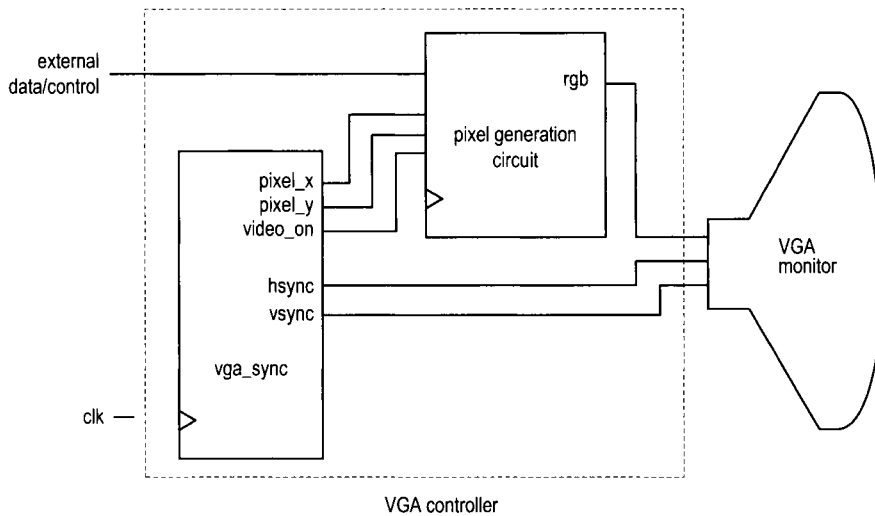 external
data/control
rgb
pixel generation
circuit
pixel_x
pixel_y
video_on
hsync
vsync
vga_sync
clk
VGA
monitor
VGA controller